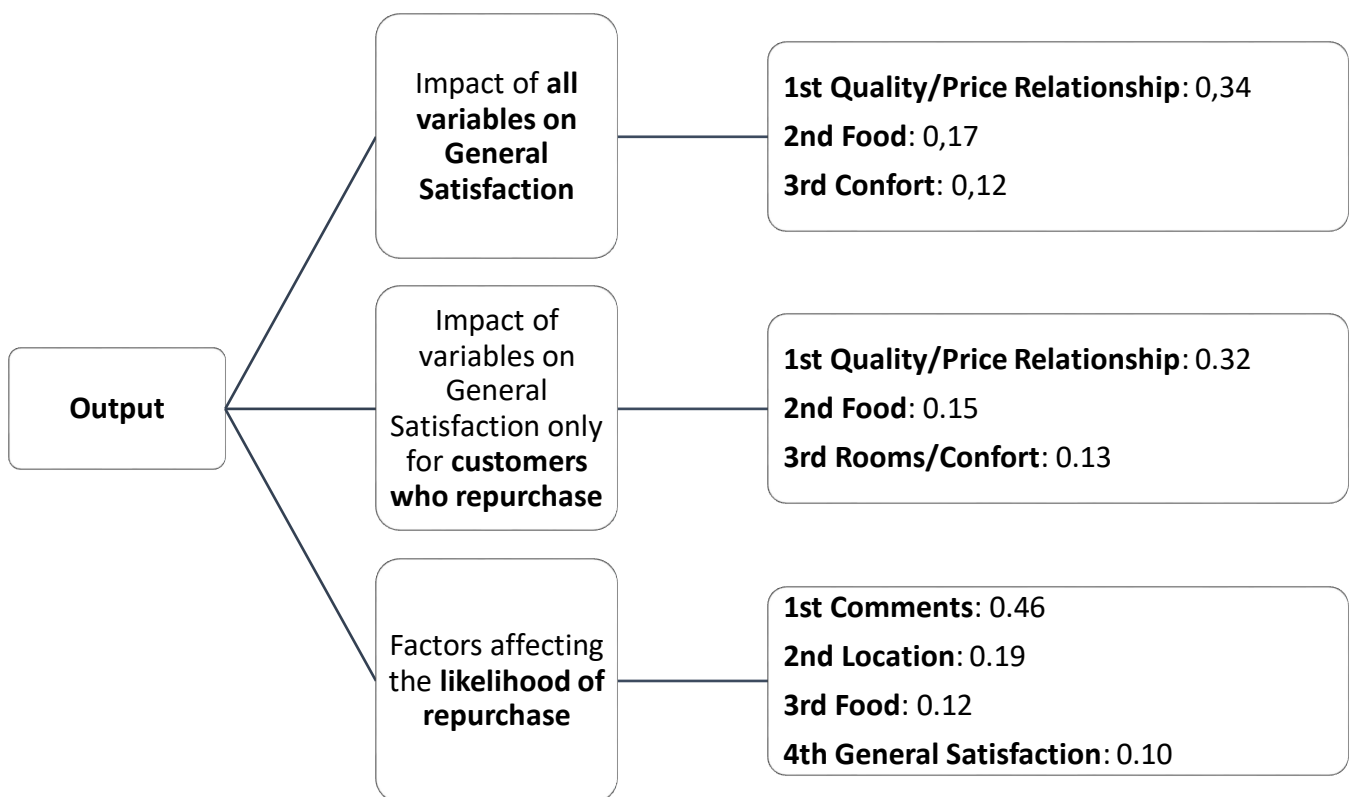 Output
Impact of all
variables on
General
Satisfaction
1st Quality/Price Relationship: 0,34
2nd Food: 0,17
3rd Confort: 0,12
Impact of
variables on
General
Satisfaction only
for customers
who repurchase
1st Quality/Price Relationship: 0.32
2nd Food: 0.15
3rd Rooms/Confort: 0.13
Factors affecting
the likelihood of
repurchase
1st Comments: 0.46
2nd Location: 0.19
3rd Food: 0.12
4th General Satisfaction: 0.10